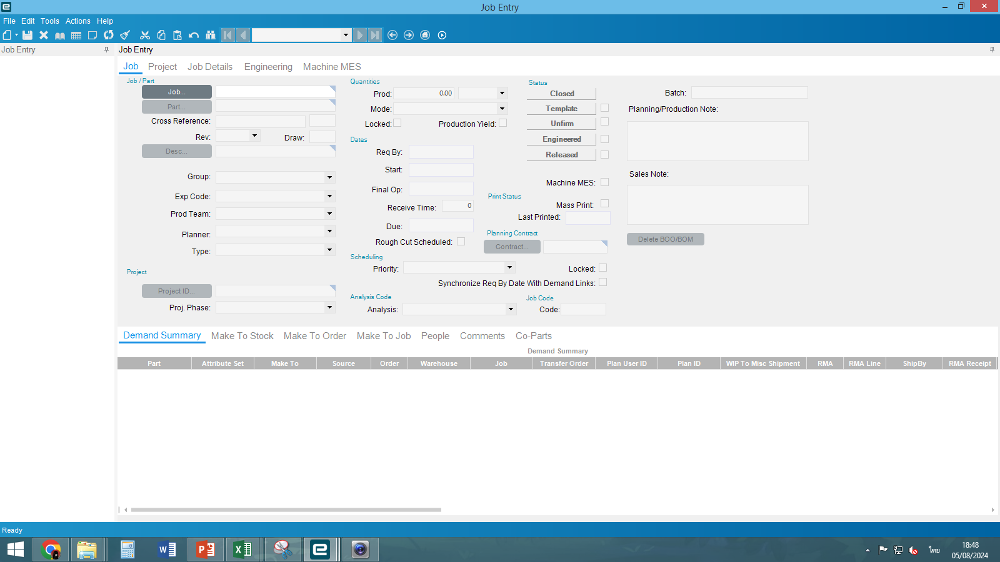 Job Entry
File Edit Tools Actions Help
Job Entry
Job Entry
Job Project Job Details Engineering Machine MES
Job / Part
Job...
Part...
Cross Reference:
Rev:
Draw:
Desc...
Group:
Exp Code:
Prod Team:
Planner:
Type:
Project
Project ID...
Proj. Phase:
Quantities
Prod: 0.00
Mode:
Locked:
Production Yield:
Dates
Req By:
Start:
Final Op:
Receive Time: 0
Due:
Rough Cut Scheduled:
Scheduling
Priority:
Locked:
Synchronize Req By Date With Demand Links:
Analysis Code
Analysis:
Job Code
Code:
Status
Closed
Template
Unfirm
Engineered
Released
Machine MES:
Print Status
Mass Print:
Last Printed:
Planning Contract
Contract...
Batch:
Planning/Production Note:
Sales Note:
Delete BOO/BOM
Demand Summary Make To Stock Make To Order Make To Job People Comments Co-Parts
Demand Summary
Part Attribute Set Make To Source Order Warehouse Job Transfer Order Plan User ID Plan ID WIP To Misc Shipment RMA RMA Line ShipBy RMA Receipt
Ready
ไทย
18:48
05/08/2024